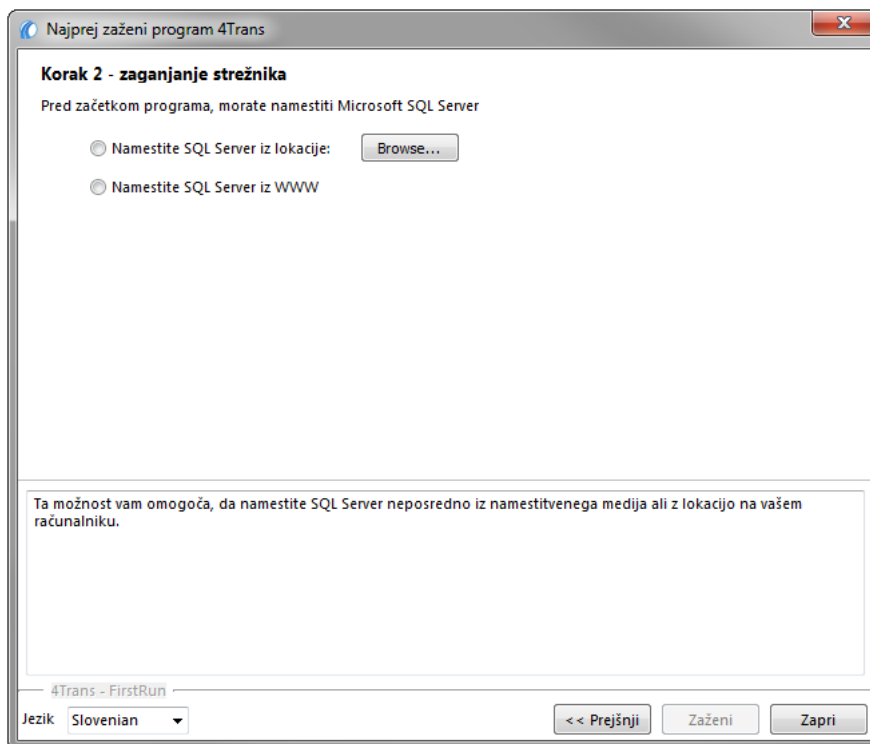 Najprej zaženi program 4Trans
Korak 2 - zaganjanje strežnika
Pred začetkom programa, morate namestiti Microsoft SQL Server
Namestite SQL Server iz lokacije:
Browse...
Namestite SQL Server iz WWW
Ta možnost vam omogoča, da namestite SQL Server neposredno iz namestitvenega medija ali z lokacijo na vašem
računalniku.
4Trans - FirstRun
Jezik
Slovenian
<< Prejšnji
Zaženi
Zapri